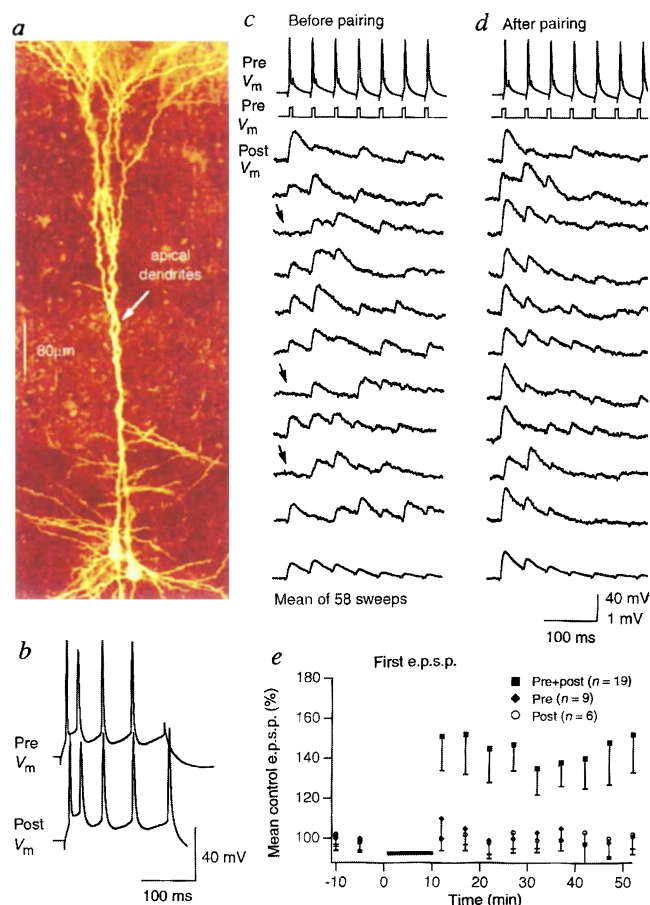 a
apical
dendrites
80µm
b
Pre
Vm
Post
Vm
40 mV
100 ms
c Before pairing
Pre
Vm
Pre
Vm
Post
Vm
Mean of 58 sweeps
d After pairing
40 mV
1 mV
100 ms
e First e.p.s.p.
Pre+post (n = 19)
Pre (n = 9)
Post (n = 6)
Mean control e.p.s.p. (%)
180
160
140
120
100
-10 0 10 20 30 40 50
Time (min)